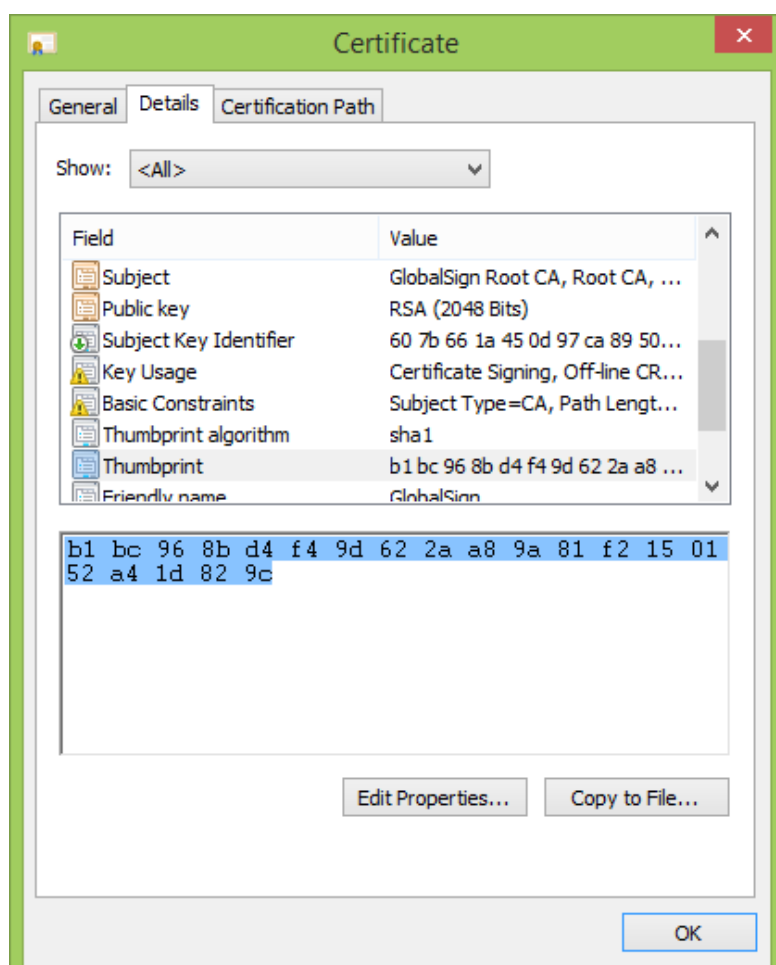 Certificate
General Details Certification Path
Show: <All>
Field Value
Subject GlobalSign Root CA, Root CA, ...
Public key RSA (2048 Bits)
Subject Key Identifier 60 7b 66 1a 45 0d 97 ca 89 50...
Key Usage Certificate Signing, Off-line CR...
Basic Constraints Subject Type=CA, Path Lengt...
Thumbprint algorithm sha1
Thumbprint b1 bc 96 8b d4 f4 9d 62 2a a8 ...
Friendly name GlobalSign
b1 bc 96 8b d4 f4 9d 62 2a a8 9a 81 f2 15 01
52 a4 1d 82 9c
Edit Properties... Copy to File...
OK